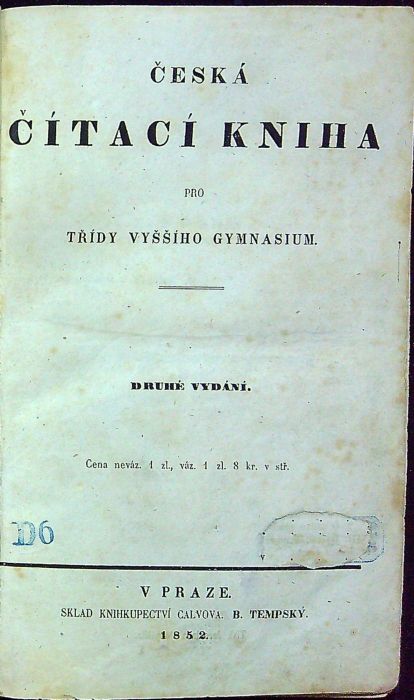 ČESKÁ
ČÍTACÍ KNIHA
PRO
TŘÍDY VYŠŠÍHO GYMNASIUM.
DRUHÉ VYDÁNÍ.
Cena neváz. 1 zl., váz. 1 zl. 8 kr. v stř.
D6
V PRAZE.
SKLAD KNIHKUPECTVÍ CALVOVA. B. TEMPSKÝ.
1852.